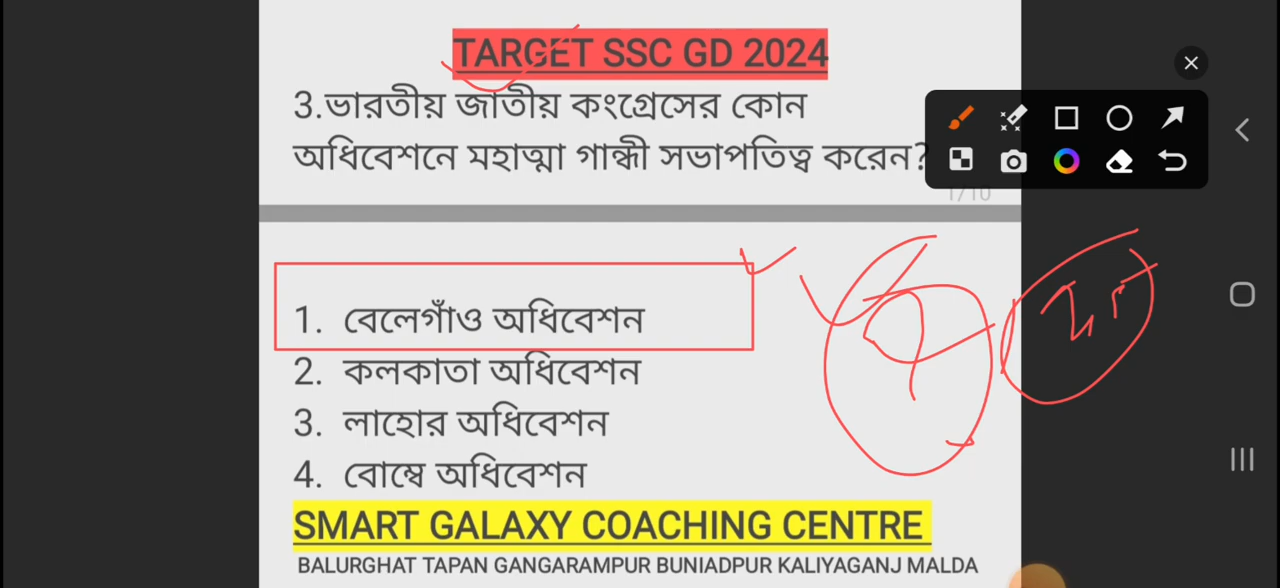 TARGET SSC GD 2024
3.ভারতীয় জাতীয় কংগ্রেসের কোন
অধিবেশনে মহাত্মা গান্ধী সভাপতিত্ব করেন?
1/10
1. বেলেগাঁও অধিবেশন
2. কলকাতা অধিবেশন
3. লাহোর অধিবেশন
4. বোম্বে অধিবেশন
SMART GALAXY COACHING CENTRE
BALURGHAT TAPAN GANGARAMPUR BUNIADPUR KALIYAGANJ MALDA